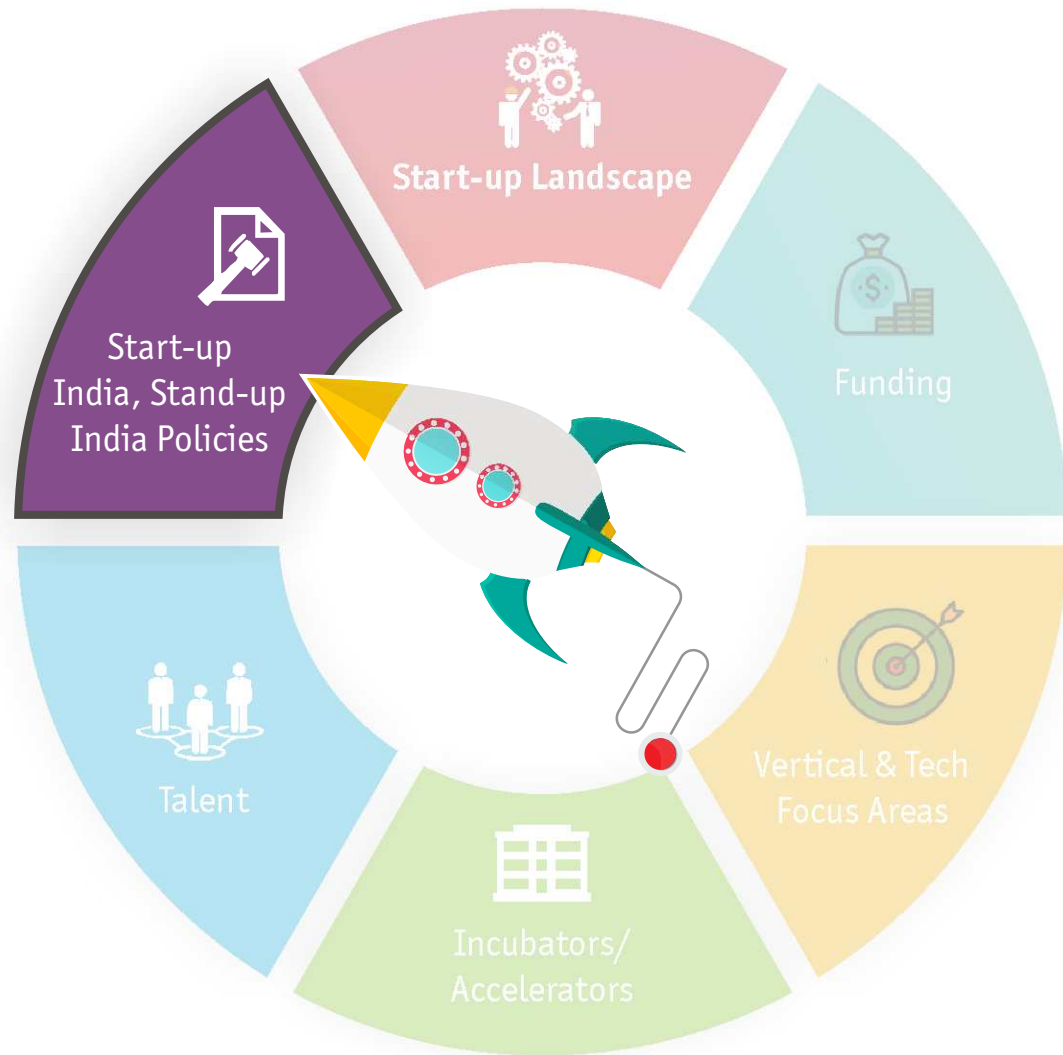 Start-up Landscape
Funding
Vertical & Tech
Focus Areas
Incubators/
Accelerators
Talent
Start-up
India, Stand-up
India Policies
$